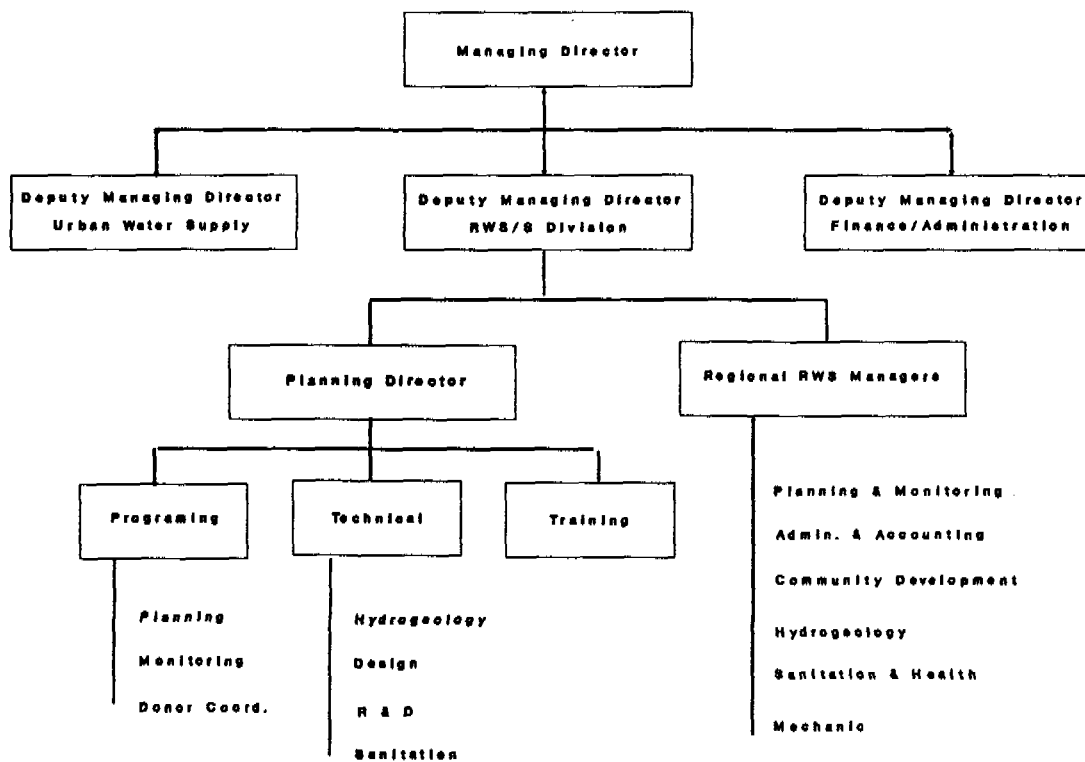 Managing Director
Deputy Managing Director
Urban Water Supply
Deputy Managing Director
RWS/S Division
Deputy Managing Director
Finance/Administration
Planning Director
Regional RWS Managers
Programing
Technical
Training
Planning
Monitoring
Donor Coord.
Hydrogeology
Design
R & D
Sanitation
Planning & Monitoring
Admin. & Accounting
Community Development
Hydrogeology
Sanitation & Health
Mechanic